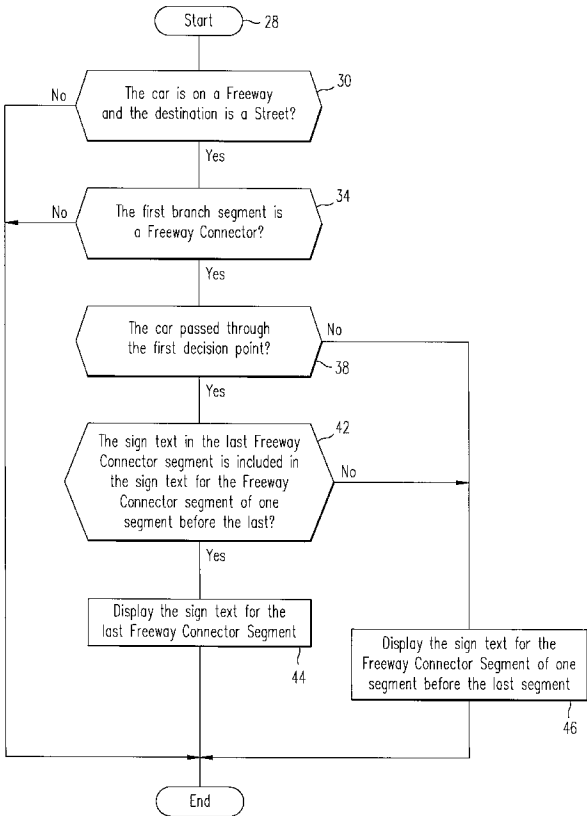 Start
28
The car is on a Freeway
and the destination is a Street?
30
No
Yes
The first branch segment is
a Freeway Connector?
34
No
Yes
The car passed through
the first decision point?
38
No
Yes
The sign text in the last Freeway
Connector segment is included in
the sign text for the Freeway
Connector segment of one
segment before the last?
42
No
Yes
Display the sign text for the
last Freeway Connector Segment
44
Display the sign text for the
Freeway Connector Segment of one
segment before the last segment
46
End